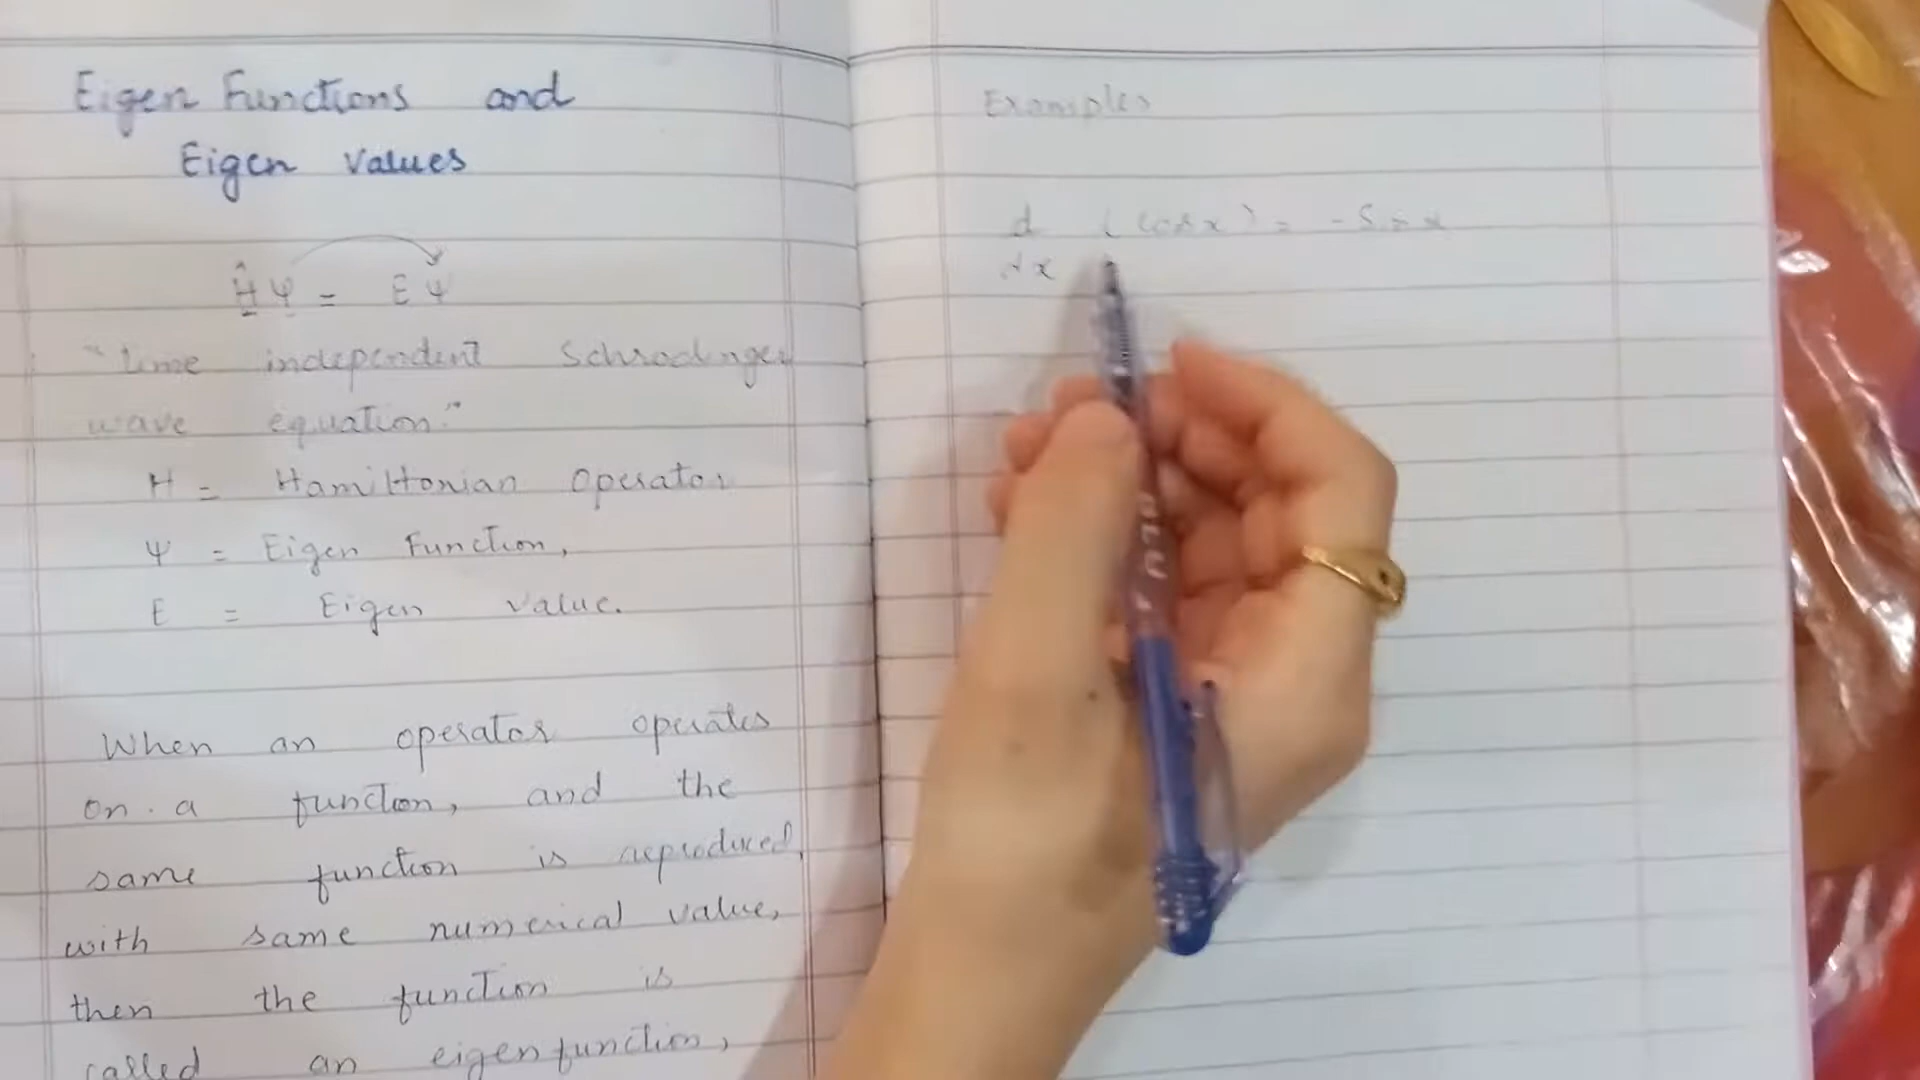 Eigen Functions and
Eigen Values
ĤΨ = EΨ
"Time independent Schrodinger
wave equation"
H = Hamiltonian Operator
Ψ = Eigen Function,
E = Eigen value.
When an operator operates
on a function, and the
same function is reproduced,
with same numerical value,
then the function is
called an eigenfunction,
Examples
d (Cosx) = -Sinx
dx